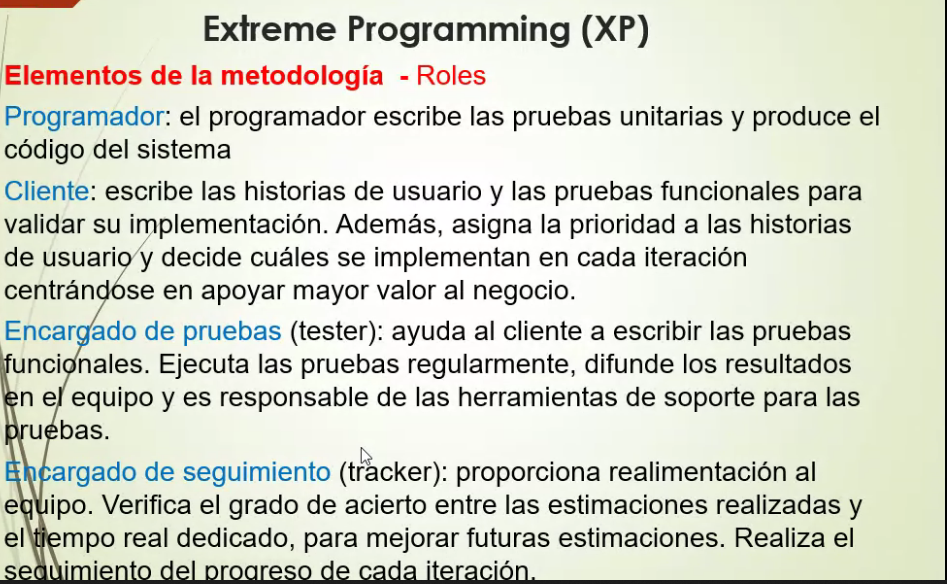 Extreme Programming (XP)
Elementos de la metodología - Roles
Programador: el programador escribe las pruebas unitarias y produce el
código del sistema
Cliente: escribe las historias de usuario y las pruebas funcionales para
validar su implementación. Además, asigna la prioridad a las historias
de usuario y decide cuáles se implementan en cada iteración
centrándose en apoyar mayor valor al negocio.
Encargado de pruebas (tester): ayuda al cliente a escribir las pruebas
funcionales. Ejecuta las pruebas regularmente, difunde los resultados
en el equipo y es responsable de las herramientas de soporte para las
pruebas.
Encargado de seguimiento (tracker): proporciona realimentación al
equipo. Verifica el grado de acierto entre las estimaciones realizadas y
el tiempo real dedicado, para mejorar futuras estimaciones. Realiza el
seguimiento del progreso de cada iteración.